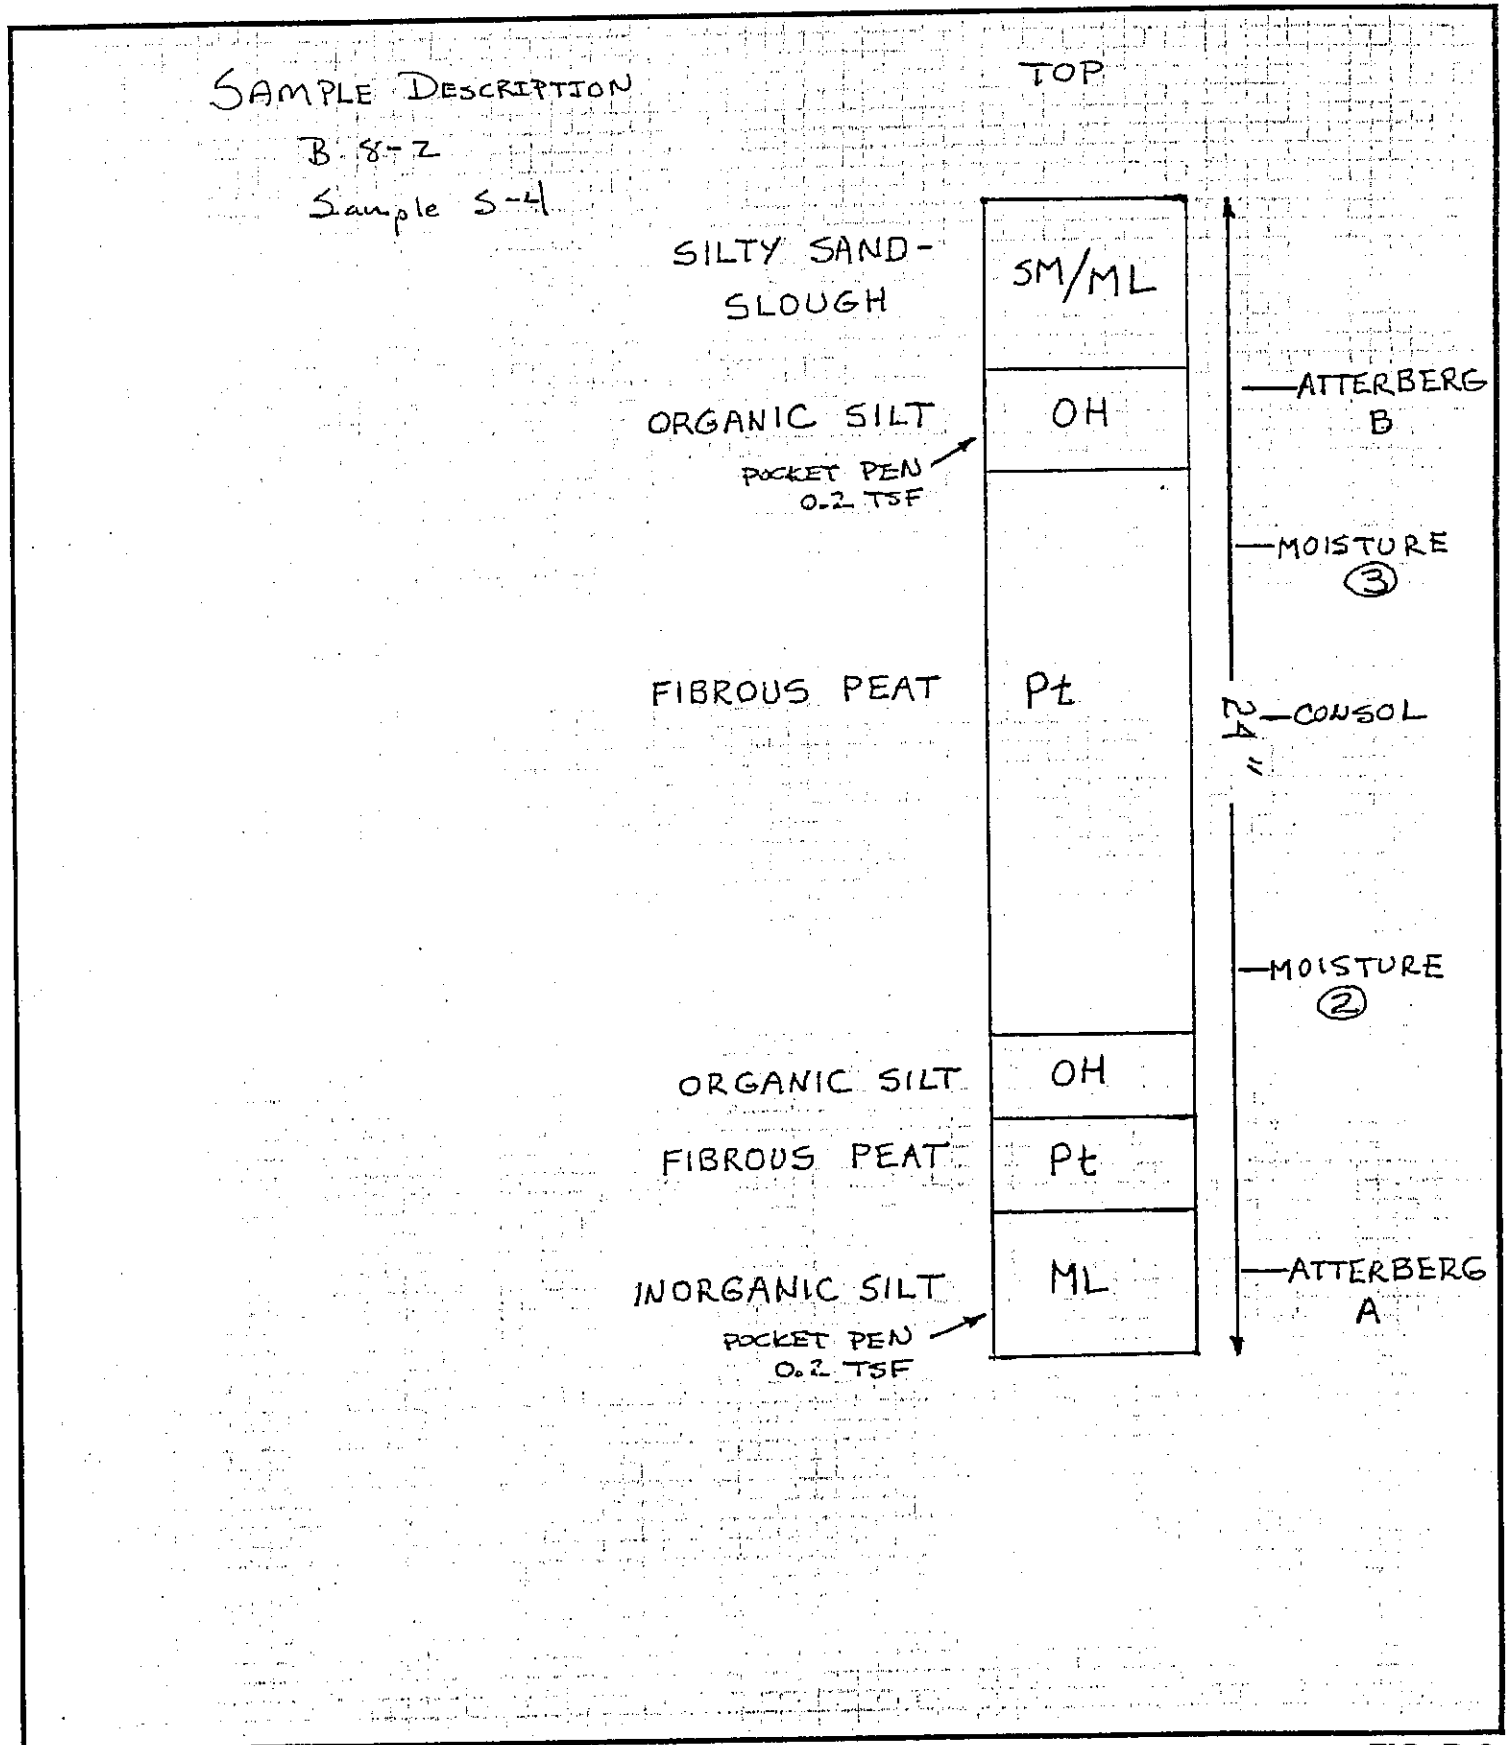 SAMPLE DESCRIPTION
B 8-2
Sample S-4
TOP
SILTY SAND-
SLOUGH
SM/ML
ORGANIC SILT
OH
ATTERBERG
B
POCKET PEN
0.2 TSF
MOISTURE
3
FIBROUS PEAT
Pt
24"
CONSOL
MOISTURE
2
ORGANIC SILT
OH
FIBROUS PEAT
Pt
INORGANIC SILT
ML
ATTERBERG
A
POCKET PEN
0.2 TSF